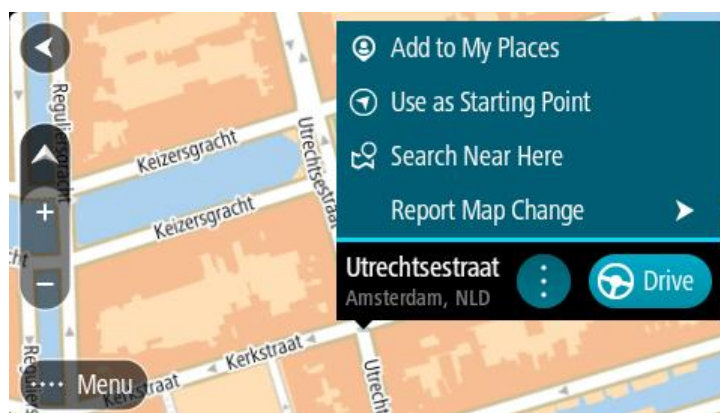 Add to My Places
Use as Starting Point
Search Near Here
Report Map Change
Utrechtsestraat
Amsterdam, NLD
Drive
Reguliersgracht
Keizersgracht
Utrechtsestraat
Keizersgracht
Kerkstraat
Menu
Utrecht